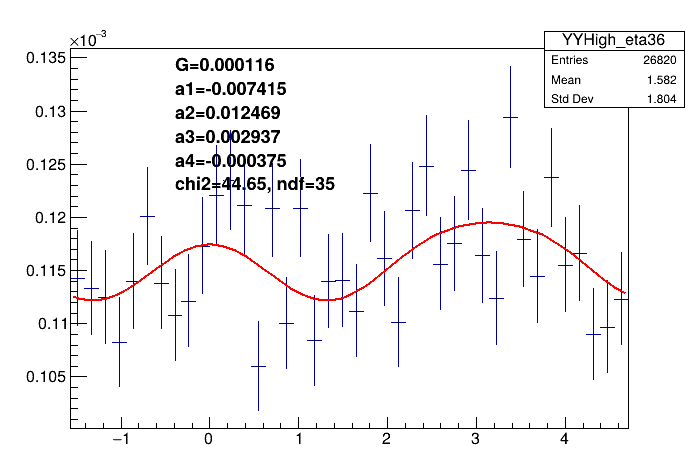 ×10⁻³
YYHigh_eta36
Entries 26820
Mean 1.582
Std Dev 1.804
G=0.000116
a1=-0.007415
a2=0.012469
a3=0.002937
a4=-0.000375
chi2=44.65, ndf=35
0.135
0.13
0.125
0.12
0.115
0.11
0.105
−1 0 1 2 3 4